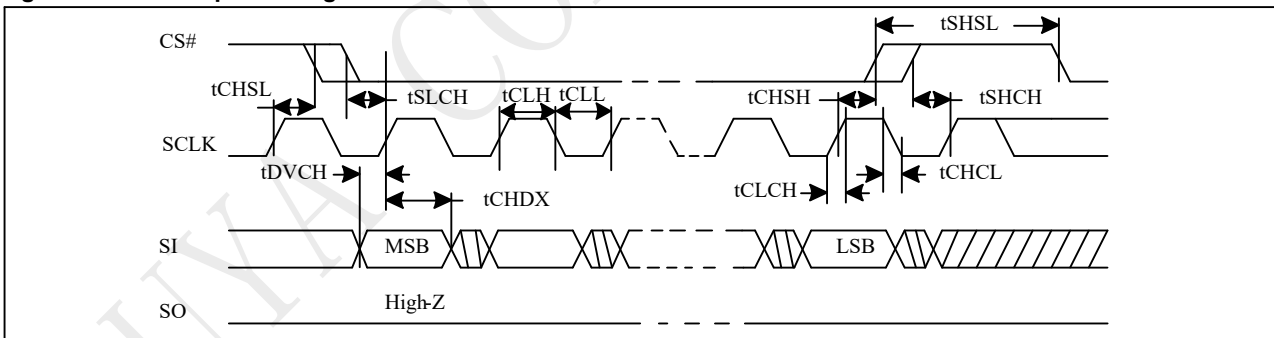 tSHSL
CS#
tCHSL
tSLCH
tCLH
tCLL
tCHSH
tSHCH
SCLK
tDVCH
tCHDX
tCLCH
tCHCL
SI
MSB
LSB
SO
High-Z